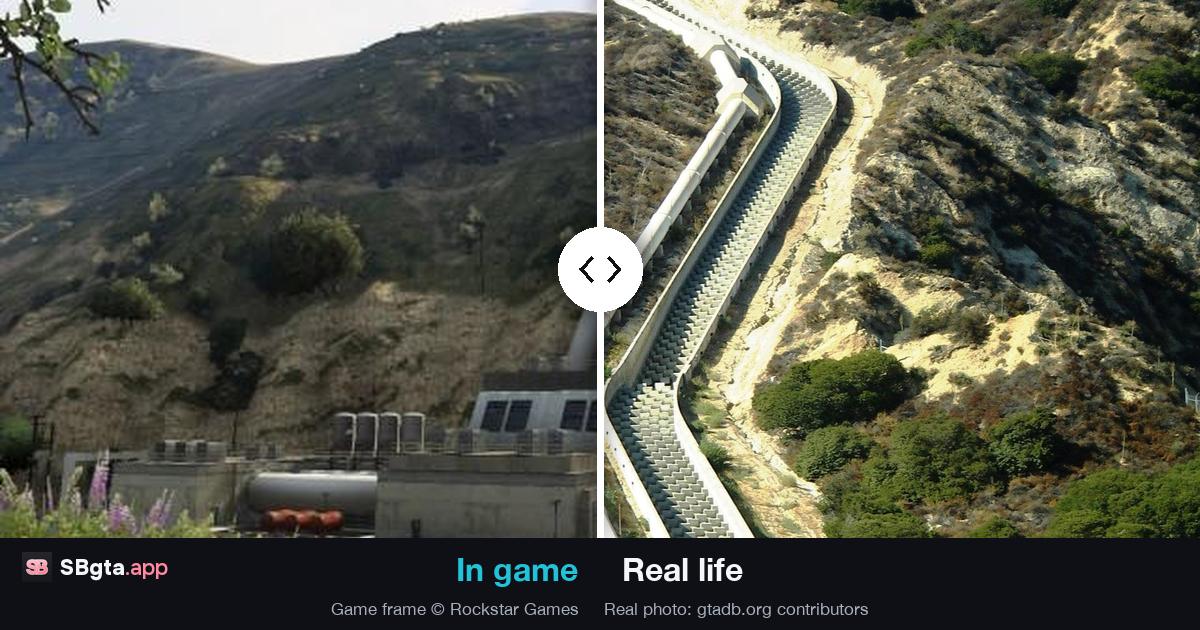 SB SBgta.app
In game Real life
Game frame © Rockstar Games Real photo: gtadb.org contributors